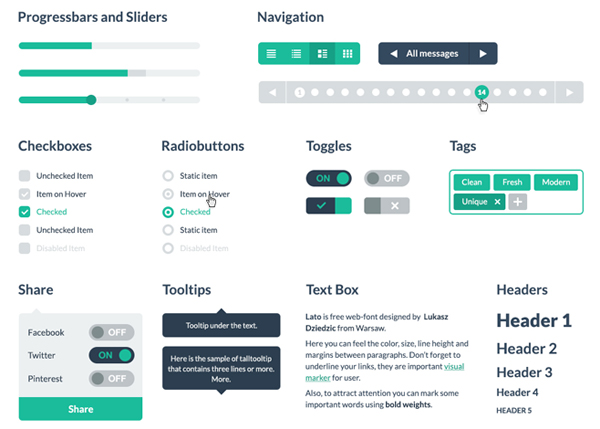 Progressbars and Sliders
Navigation
All messages
1
14
Checkboxes
Unchecked Item
Item on Hover
Checked
Unchecked Item
Disabled Item
Radiobuttons
Static item
Item on Hover
Checked
Static item
Disabled Item
Toggles
ON
OFF
Tags
Clean
Fresh
Modern
Unique
Share
Facebook
OFF
Twitter
ON
Pinterest
OFF
Share
Tooltips
Tooltip under the text.
Here is the sample of talltooltip
that contains three lines or more.
More.
Text Box
Lato is free web-font designed by Lukasz
Dziedzic from Warsaw.
Here you can feel the color, size, line height and
margins between paragraphs. Don't forget to
underline your links, they are important visual
marker for user.
Also, to attract attention you can mark some
important words using bold weights.
Headers
Header 1
Header 2
Header 3
Header 4
HEADER 5